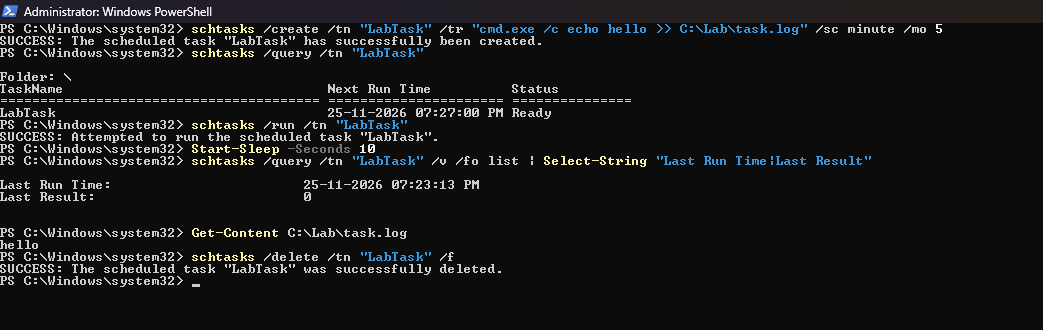 Administrator: Windows PowerShell
PS C:\Windows\system32> schtasks /create /tn "LabTask" /tr "cmd.exe /c echo hello >> C:\Lab\task.log" /sc minute /mo 5
SUCCESS: The scheduled task "LabTask" has successfully been created.
PS C:\Windows\system32> schtasks /query /tn "LabTask"

Folder: \
TaskName                                 Next Run Time          Status
======================================== ====================== ===============
LabTask                                  25-11-2026 07:27:00 PM Ready
PS C:\Windows\system32> schtasks /run /tn "LabTask"
SUCCESS: Attempted to run the scheduled task "LabTask".
PS C:\Windows\system32> Start-Sleep -Seconds 10
PS C:\Windows\system32> schtasks /query /tn "LabTask" /v /fo list | Select-String "Last Run Time|Last Result"

Last Run Time:                        25-11-2026 07:23:13 PM
Last Result:                          0


PS C:\Windows\system32> Get-Content C:\Lab\task.log
hello
PS C:\Windows\system32> schtasks /delete /tn "LabTask" /f
SUCCESS: The scheduled task "LabTask" was successfully deleted.
PS C:\Windows\system32>